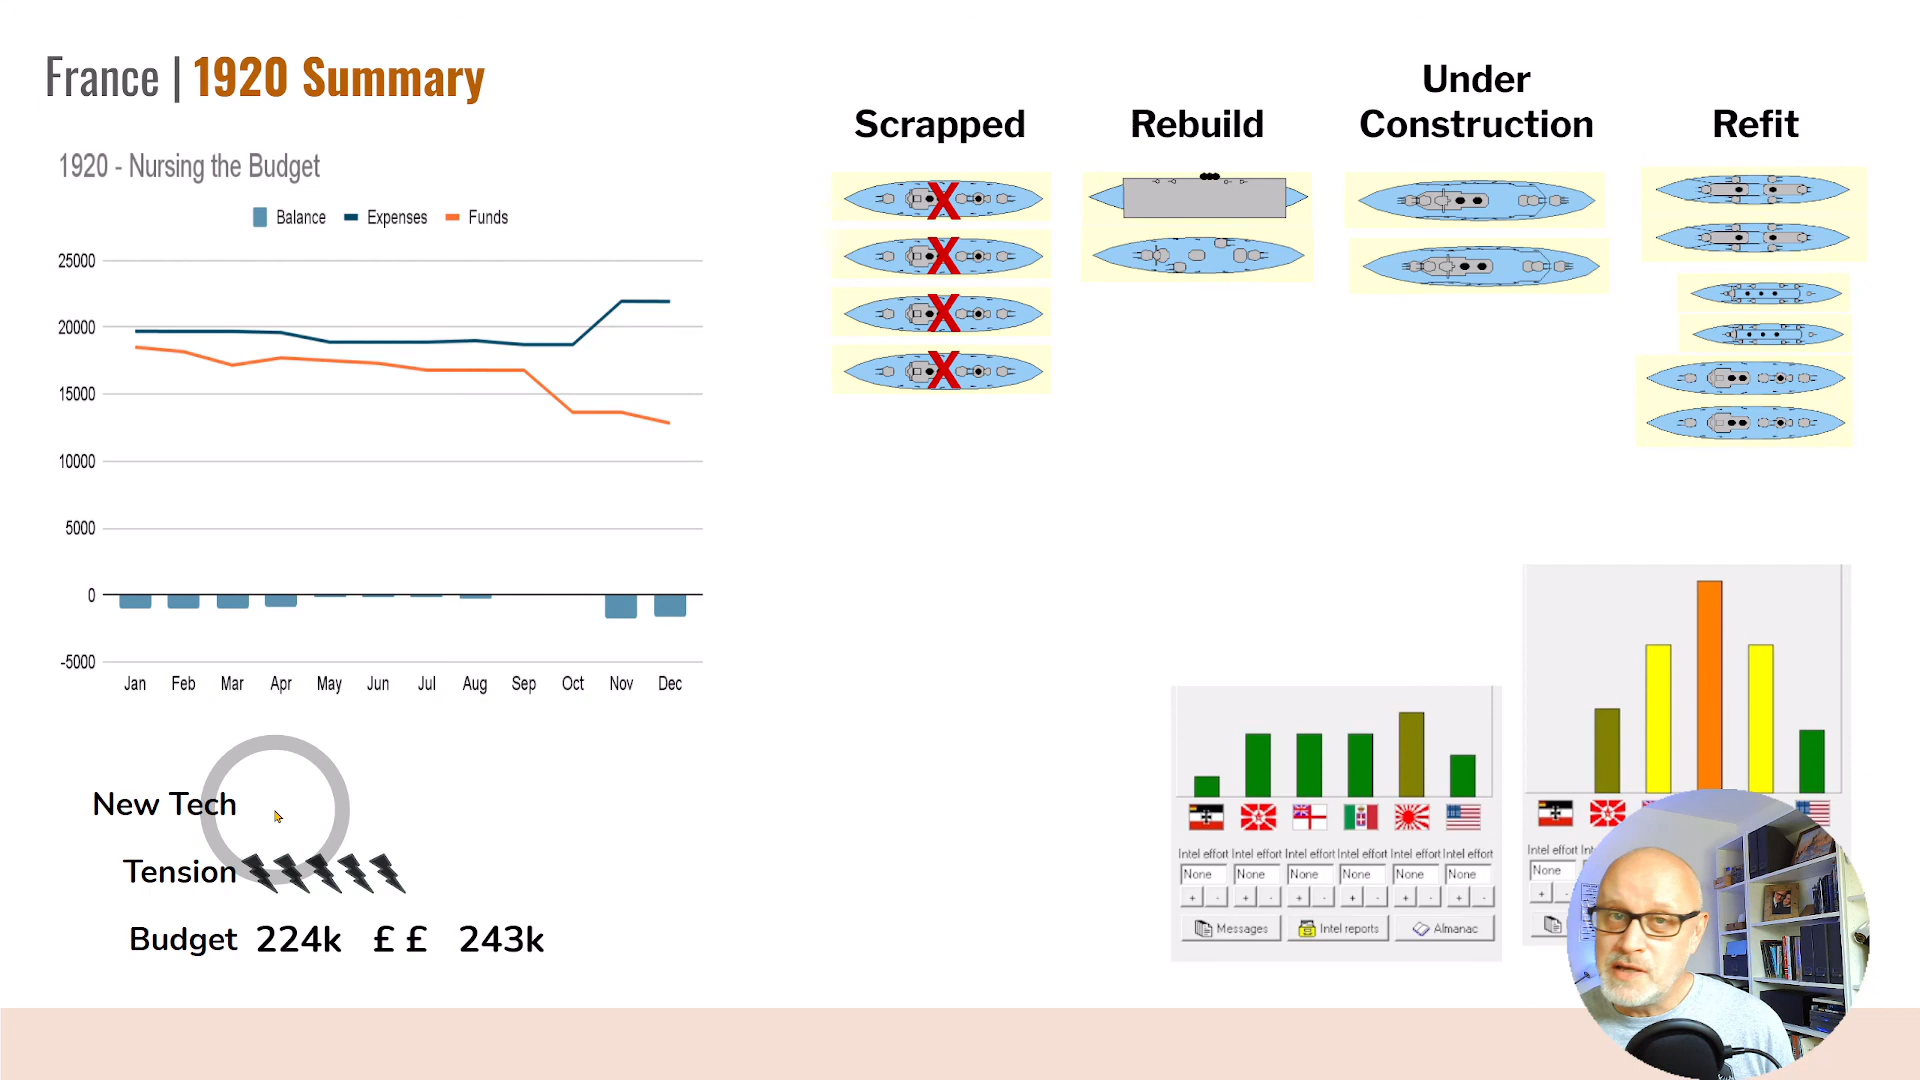 France | 1920 Summary
1920 - Nursing the Budget
Balance Expenses Funds
25000
20000
15000
10000
5000
0
-5000
Jan Feb Mar Apr May Jun Jul Aug Sep Oct Nov Dec
New Tech
Tension
Budget 224k £ £ 243k
Scrapped
Rebuild
Under
Construction
Refit
X
X
X
X
Intel effort Intel effort Intel effort Intel effort Intel effort Intel effort
None None None None None None
+ - + - + - + - + - + -
Messages Intel reports Almanac
Intel effort
None
+